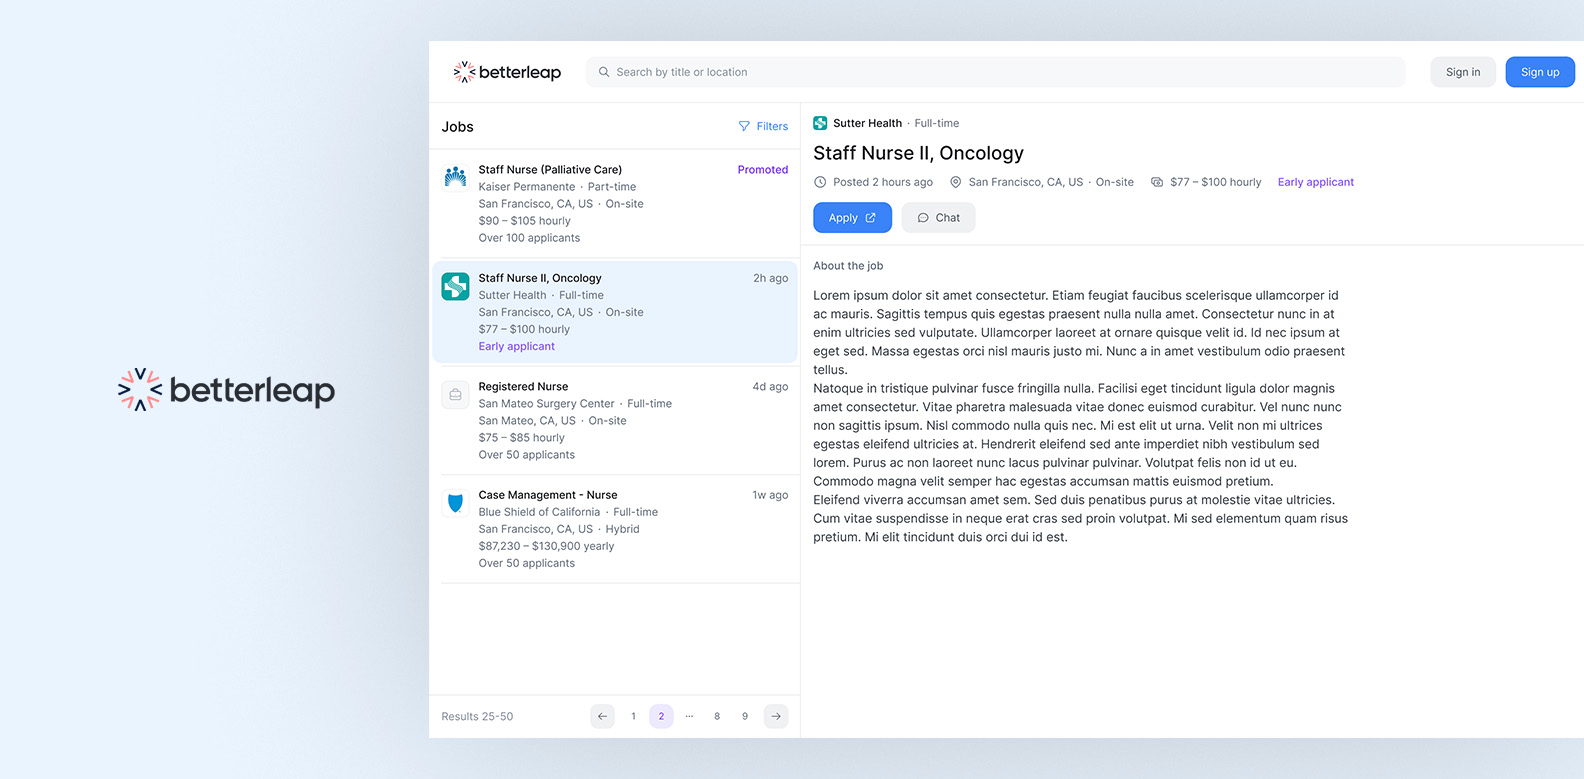 betterleap
betterleap
Search by title or location
Sign in
Sign up
Jobs
Filters
Staff Nurse (Palliative Care)
Promoted
Kaiser Permanente · Part-time
San Francisco, CA, US · On-site
$90 – $105 hourly
Over 100 applicants
Staff Nurse II, Oncology
2h ago
Sutter Health · Full-time
San Francisco, CA, US · On-site
$77 – $100 hourly
Early applicant
Registered Nurse
4d ago
San Mateo Surgery Center · Full-time
San Mateo, CA, US · On-site
$75 – $85 hourly
Over 50 applicants
Case Management - Nurse
1w ago
Blue Shield of California · Full-time
San Francisco, CA, US · Hybrid
$87,230 – $130,900 yearly
Over 50 applicants
Results 25-50
1 2 ··· 8 9
Sutter Health · Full-time
Staff Nurse II, Oncology
Posted 2 hours ago San Francisco, CA, US · On-site $77 – $100 hourly Early applicant
Apply
Chat
About the job
Lorem ipsum dolor sit amet consectetur. Etiam feugiat faucibus scelerisque ullamcorper id
ac mauris. Sagittis tempus quis egestas praesent nulla nulla amet. Consectetur nunc in at
enim ultricies sed vulputate. Ullamcorper laoreet at ornare quisque velit id. Id nec ipsum at
eget sed. Massa egestas orci nisl mauris justo mi. Nunc a in amet vestibulum odio praesent
tellus.
Natoque in tristique pulvinar fusce fringilla nulla. Facilisi eget tincidunt ligula dolor magnis
amet consectetur. Vitae pharetra malesuada vitae donec euismod curabitur. Vel nunc nunc
non sagittis ipsum. Nisl commodo nulla quis nec. Mi est elit ut urna. Velit non mi ultrices
egestas eleifend ultricies at. Hendrerit eleifend sed ante imperdiet nibh vestibulum sed
lorem. Purus ac non laoreet nunc lacus pulvinar pulvinar. Volutpat felis non id ut eu.
Commodo magna velit semper hac egestas accumsan mattis euismod pretium.
Eleifend viverra accumsan amet sem. Sed duis penatibus purus at molestie vitae ultricies.
Cum vitae suspendisse in neque erat cras sed proin volutpat. Mi sed elementum quam risus
pretium. Mi elit tincidunt duis orci dui id est.